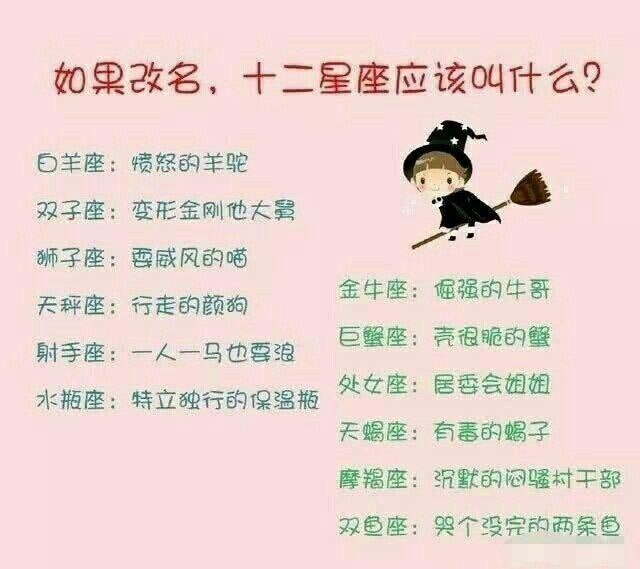 如果改名，十二星座应该叫什么？
白羊座：愤怒的羊驼
双子座：变形金刚他大舅
狮子座：耍威风的喵
天秤座：行走的颜狗
射手座：一人一马也要浪
水瓶座：特立独行的保温瓶
金牛座：倔强的牛哥
巨蟹座：壳很脆的蟹
处女座：居委会姐姐
天蝎座：有毒的蝎子
摩羯座：沉默的闷骚村干部
双鱼座：哭个没完的两条鱼